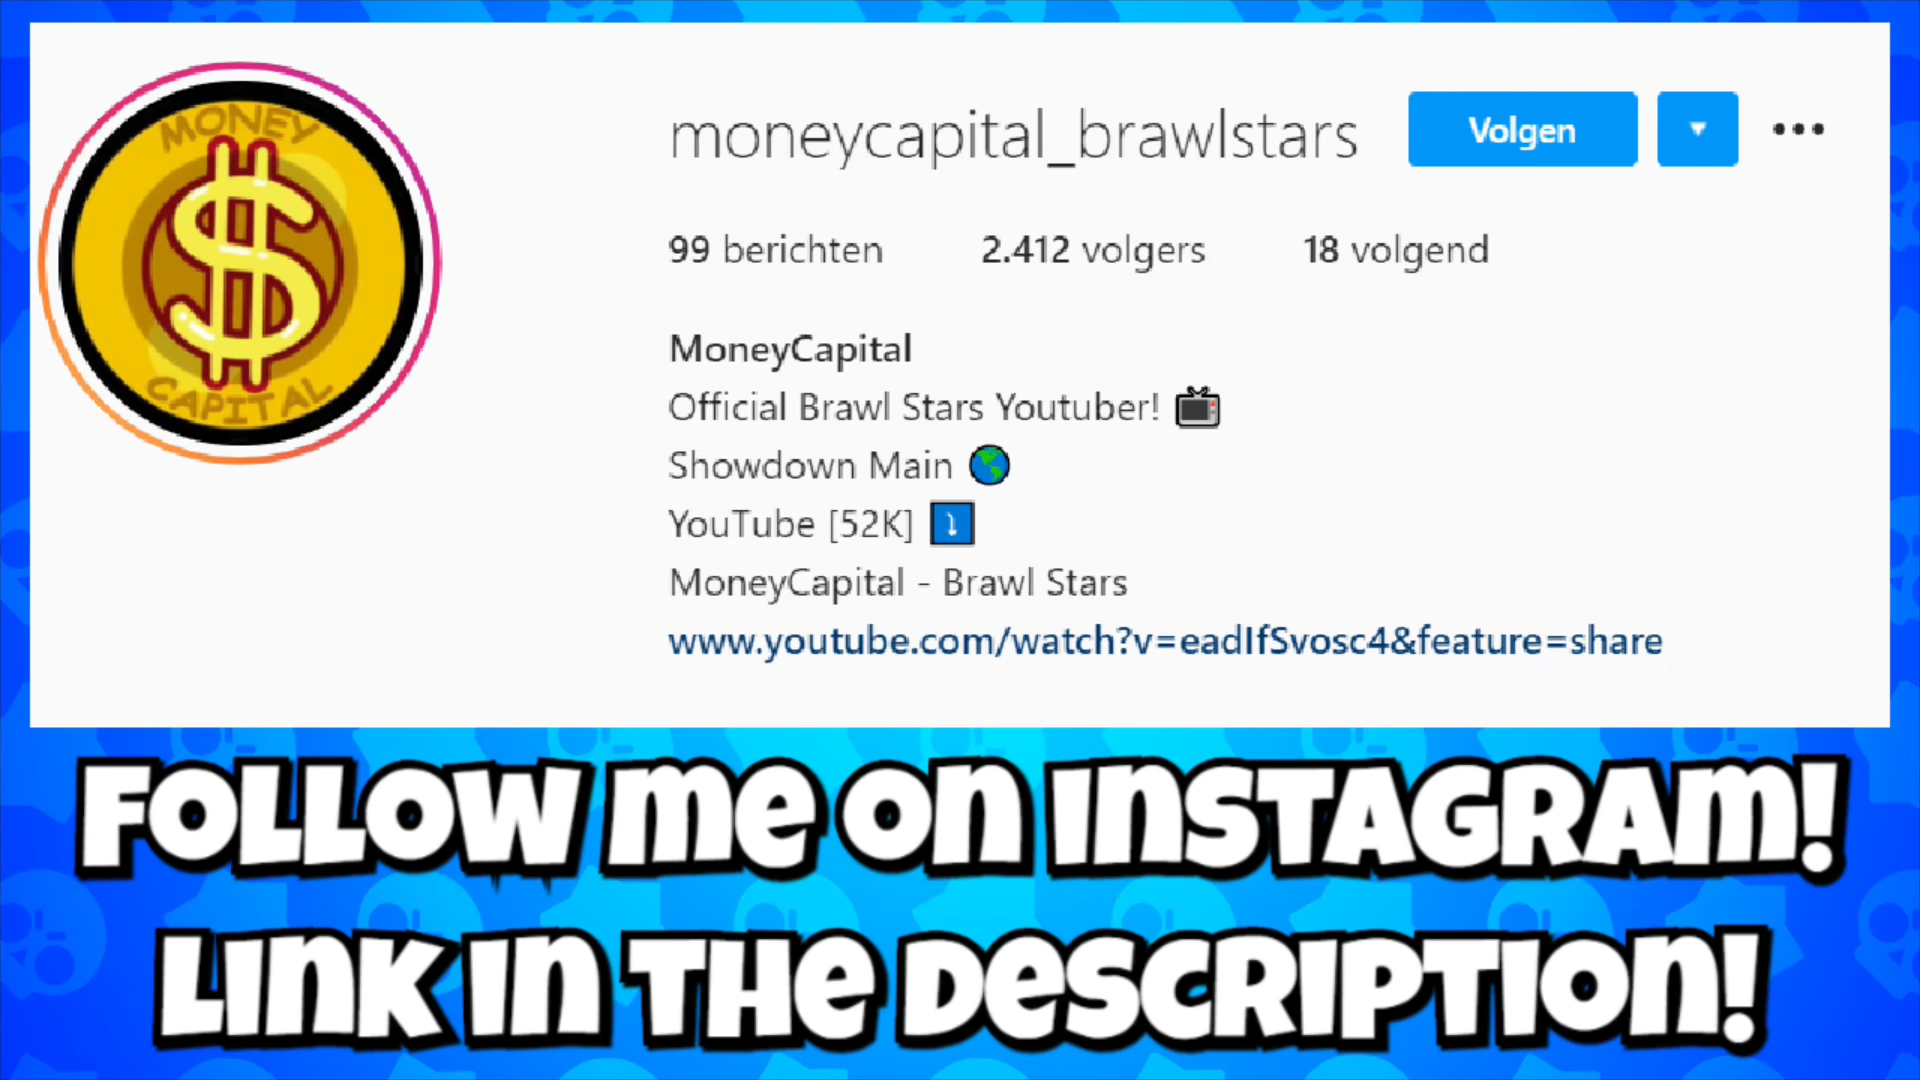 MONEY
CAPITAL
moneycapital_brawlstars Volgen
99 berichten 2.412 volgers 18 volgend
MoneyCapital
Official Brawl Stars Youtuber! 📺
Showdown Main 🌎
YouTube [52K] ⤵
MoneyCapital - Brawl Stars
www.youtube.com/watch?v=eadIfSvosc4&feature=share
FOLLOW ME ON INSTAGRAM!
LINK IN THE DESCRIPTION!